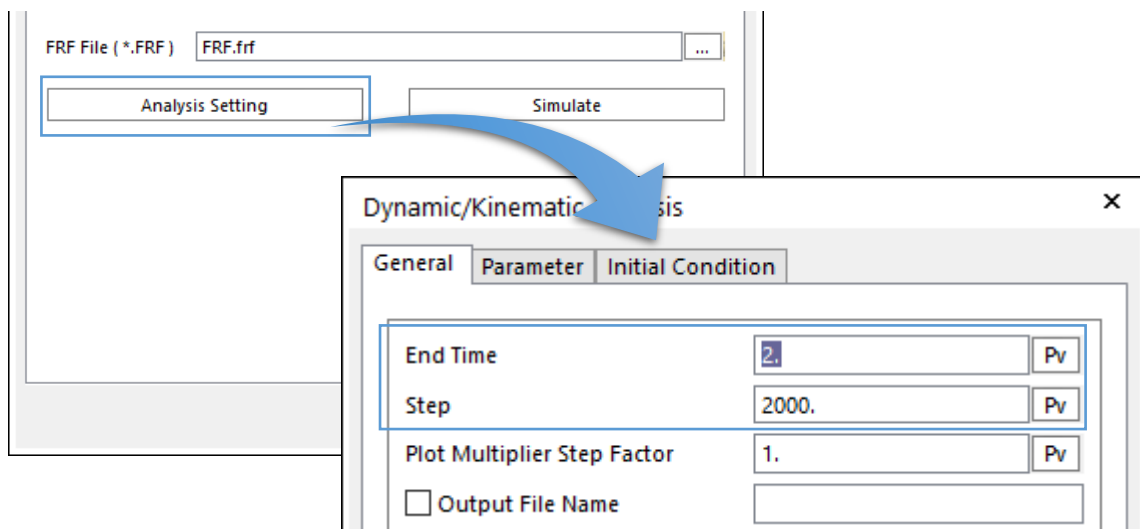 FRF File ( *.FRF ) FRF.frf ...
Analysis Setting Simulate
Dynamic/Kinematic sis ×
General Parameter Initial Condition
End Time 2. Pv
Step 2000. Pv
Plot Multiplier Step Factor 1. Pv
Output File Name